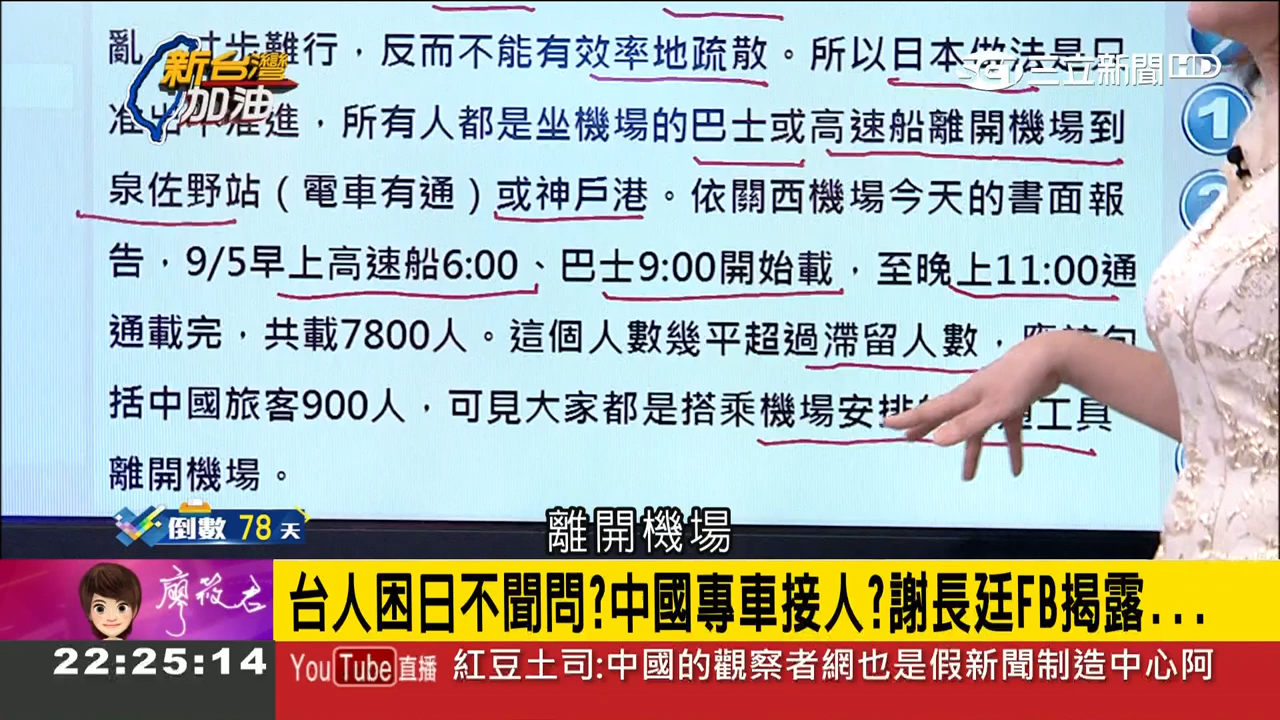 亂 寸步難行，反而不能有效率地疏散。所以日本做法是只
准出不准進，所有人都是坐機場的巴士或高速船離開機場到
泉佐野站（電車有通）或神戶港。依關西機場今天的書面報
告，9/5早上高速船6:00、巴士9:00開始載，至晚上11:00通
通載完，共載7800人。這個人數幾乎超過滯留人數，應該包
括中國旅客900人，可見大家都是搭乘機場安排的 工具
離開機場。
新台灣
加油
三立新聞HD
1
2
倒數 78 天
離開機場
廖筱君
台人困日不聞問?中國專車接人?謝長廷FB揭露...
22:25:14
YouTube直播
紅豆土司:中國的觀察者網也是假新聞制造中心阿